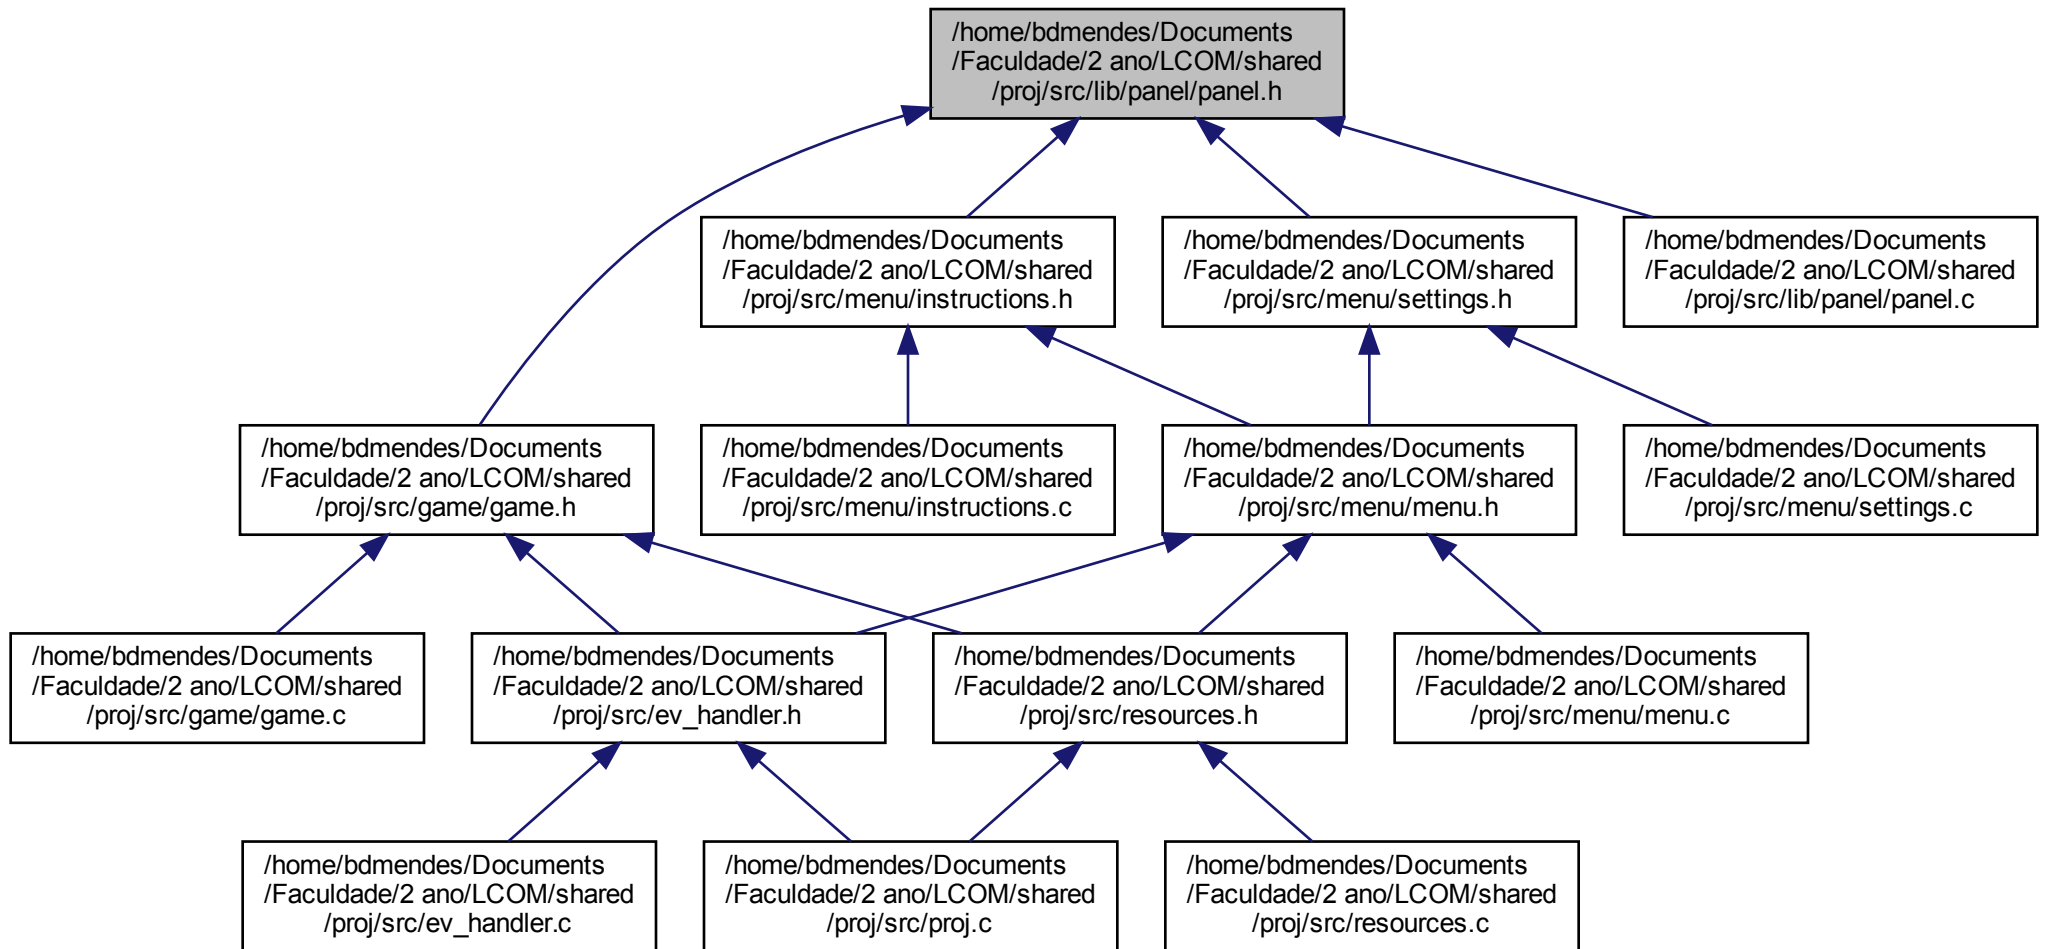 /home/bdmendes/Documents
/Faculdade/2 ano/LCOM/shared
/proj/src/lib/panel/panel.h
/home/bdmendes/Documents
/Faculdade/2 ano/LCOM/shared
/proj/src/menu/instructions.h
/home/bdmendes/Documents
/Faculdade/2 ano/LCOM/shared
/proj/src/menu/settings.h
/home/bdmendes/Documents
/Faculdade/2 ano/LCOM/shared
/proj/src/lib/panel/panel.c
/home/bdmendes/Documents
/Faculdade/2 ano/LCOM/shared
/proj/src/game/game.h
/home/bdmendes/Documents
/Faculdade/2 ano/LCOM/shared
/proj/src/menu/instructions.c
/home/bdmendes/Documents
/Faculdade/2 ano/LCOM/shared
/proj/src/menu/menu.h
/home/bdmendes/Documents
/Faculdade/2 ano/LCOM/shared
/proj/src/menu/settings.c
/home/bdmendes/Documents
/Faculdade/2 ano/LCOM/shared
/proj/src/game/game.c
/home/bdmendes/Documents
/Faculdade/2 ano/LCOM/shared
/proj/src/ev_handler.h
/home/bdmendes/Documents
/Faculdade/2 ano/LCOM/shared
/proj/src/resources.h
/home/bdmendes/Documents
/Faculdade/2 ano/LCOM/shared
/proj/src/menu/menu.c
/home/bdmendes/Documents
/Faculdade/2 ano/LCOM/shared
/proj/src/ev_handler.c
/home/bdmendes/Documents
/Faculdade/2 ano/LCOM/shared
/proj/src/proj.c
/home/bdmendes/Documents
/Faculdade/2 ano/LCOM/shared
/proj/src/resources.c